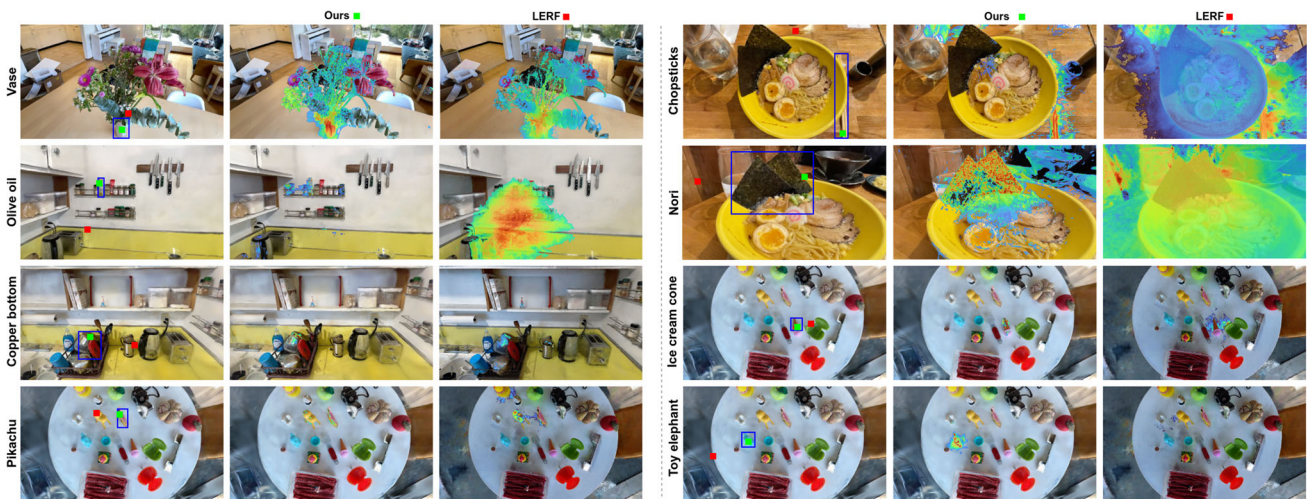 Ours
LERF
Vase
Olive oil
Copper bottom
Pikachu
Ours
LERF
Chopsticks
Nori
Ice cream cone
Toy elephant